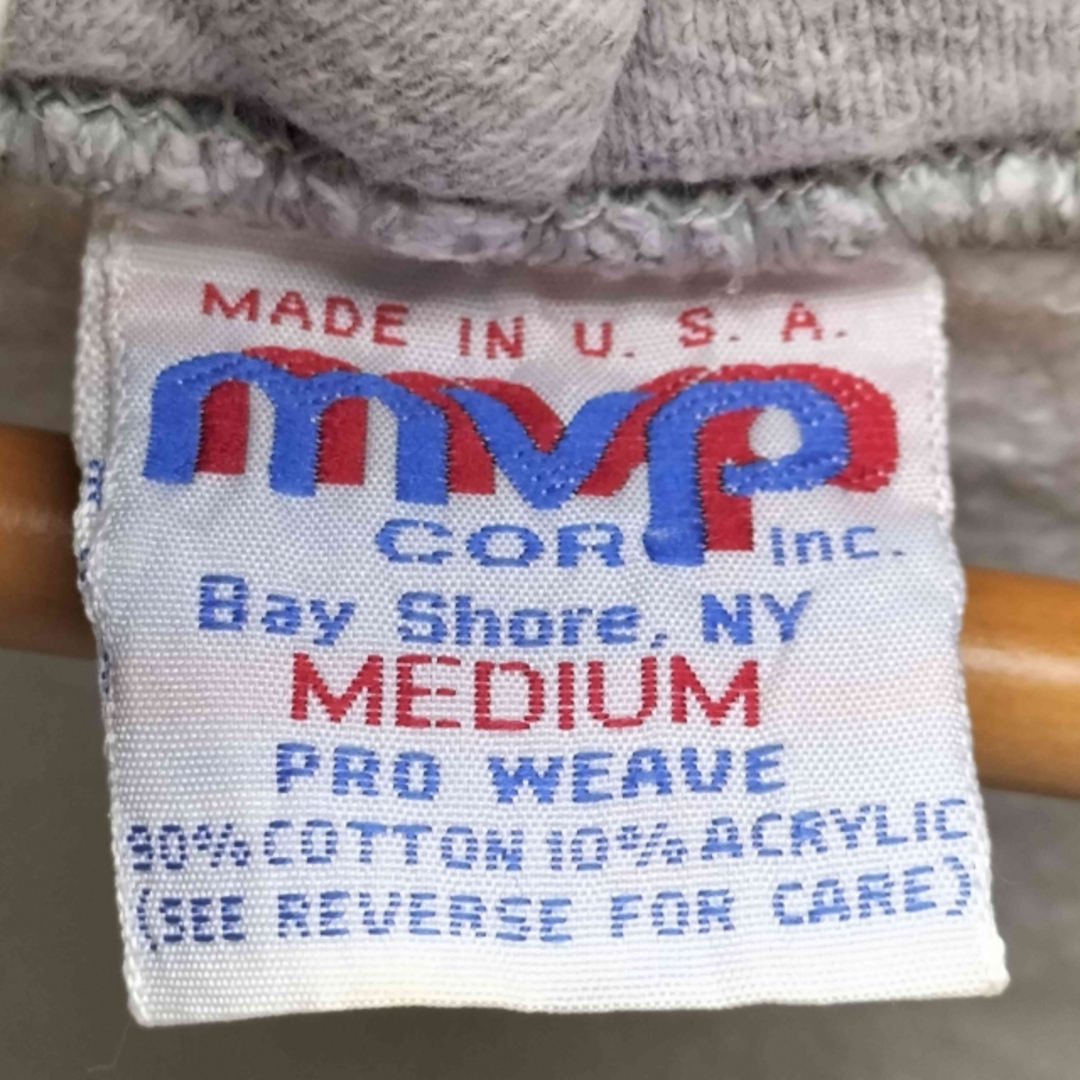 MADE IN U. S. A.
mvp
CORP inc.
Bay Shore, NY
MEDIUM
PRO WEAVE
90% COTTON 10% ACRYLIC
(SEE REVERSE FOR CARE)